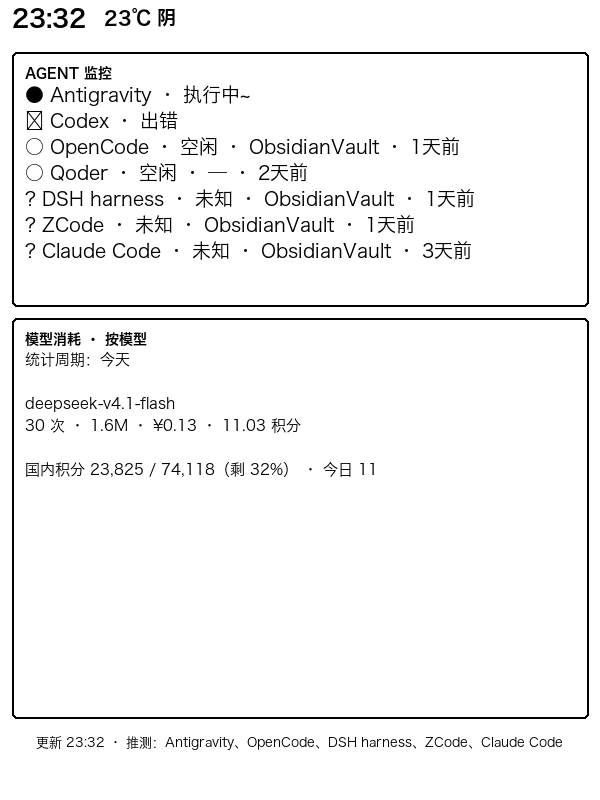 23:32 23℃ 阴
AGENT 监控
● Antigravity · 执行中~
☒ Codex · 出错
○ OpenCode · 空闲 · ObsidianVault · 1天前
○ Qoder · 空闲 · — · 2天前
? DSH harness · 未知 · ObsidianVault · 1天前
? ZCode · 未知 · ObsidianVault · 1天前
? Claude Code · 未知 · ObsidianVault · 3天前
模型消耗 · 按模型
统计周期：今天
deepseek-v4.1-flash
30 次 · 1.6M · ¥0.13 · 11.03 积分
国内积分 23,825 / 74,118（剩 32%） · 今日 11
更新 23:32 · 推测：Antigravity、OpenCode、DSH harness、ZCode、Claude Code